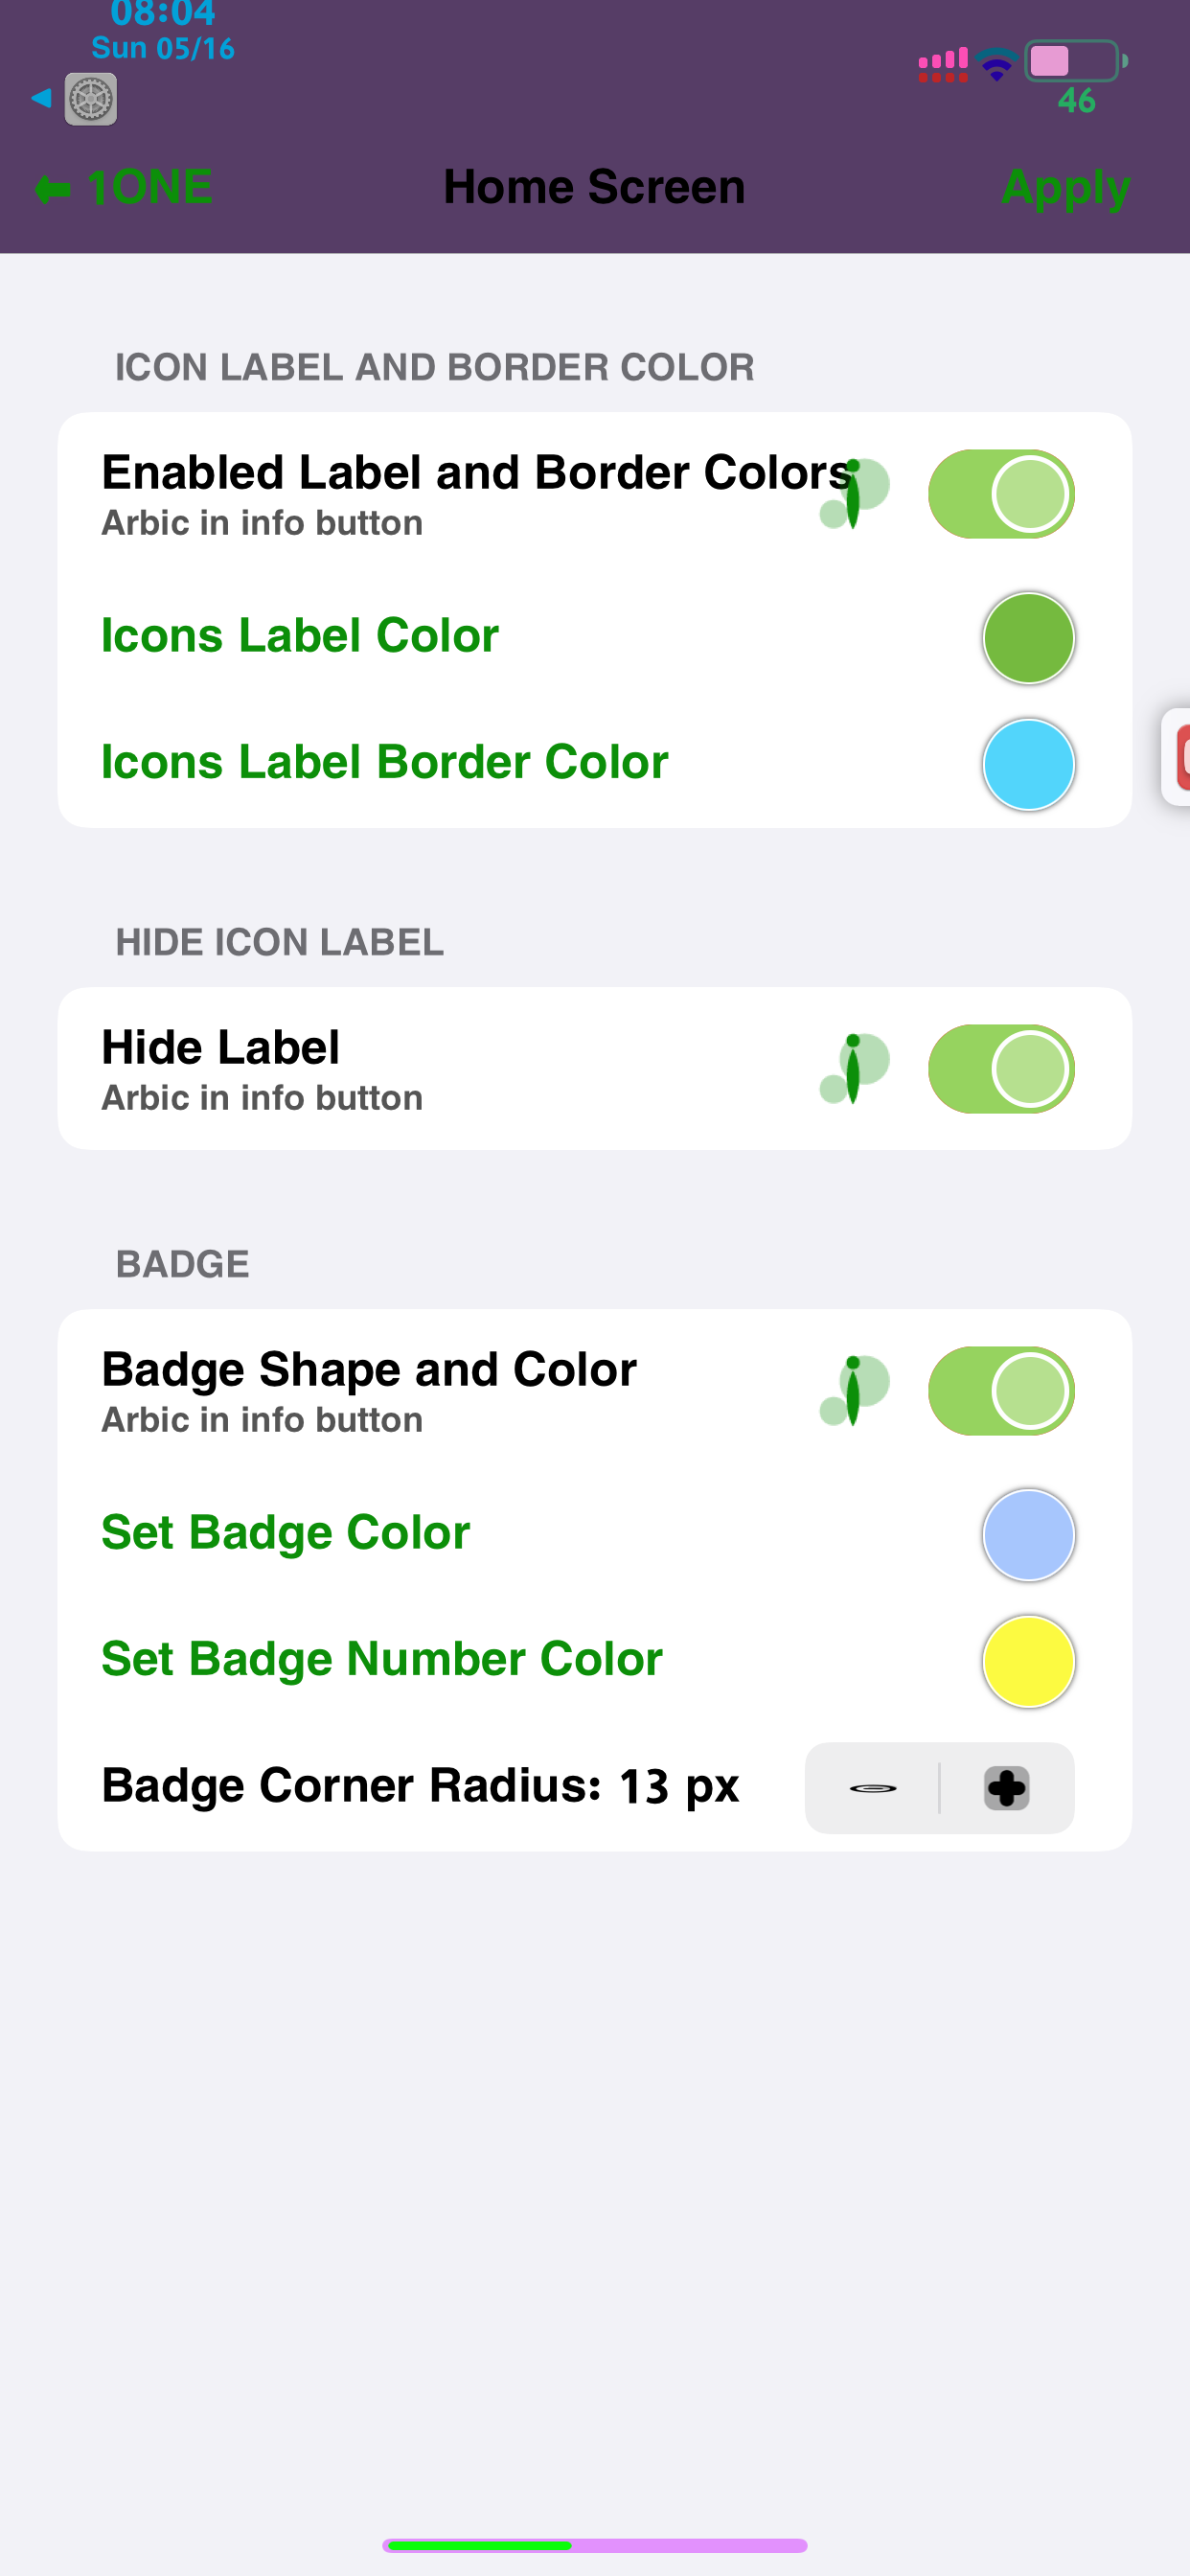 08:04
Sun 05/16
46
1ONE
Home Screen
Apply
ICON LABEL AND BORDER COLOR
Enabled Label and Border Colors
Arbic in info button
Icons Label Color
Icons Label Border Color
HIDE ICON LABEL
Hide Label
Arbic in info button
BADGE
Badge Shape and Color
Arbic in info button
Set Badge Color
Set Badge Number Color
Badge Corner Radius: 13 px